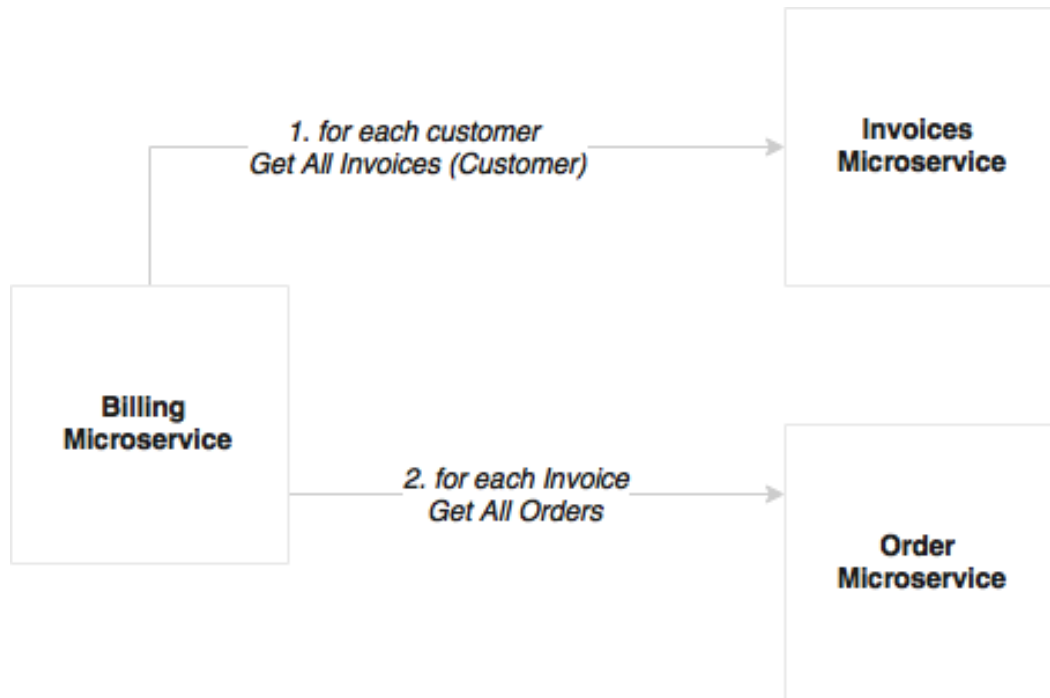 1. for each customer
Get All Invoices (Customer)
Invoices
Microservice
Billing
Microservice
2. for each Invoice
Get All Orders
Order
Microservice